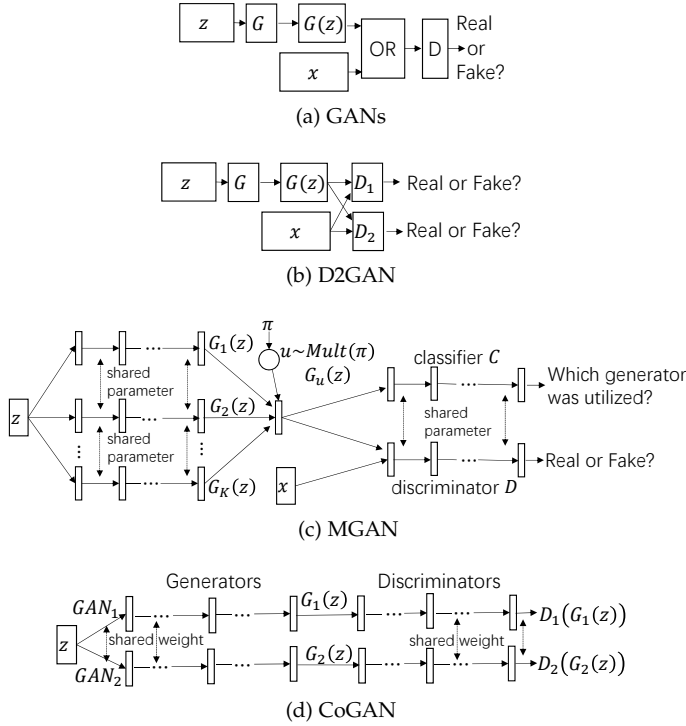 z G G(z) OR D Real
or
Fake?
x
(a) GANs
z G G(z) D₁ Real or Fake?
x D₂ Real or Fake?
(b) D2GAN
π
G₁(z) u~Mult(π) classifier C
shared
parameter
G_u(z)
Which generator
was utilized?
z ... G₂(z)
shared
parameter
shared
parameter
G_K(z) x
discriminator D Real or Fake?
(c) MGAN
Generators Discriminators
GAN₁ G₁(z) D₁(G₁(z))
z shared weight shared weight
GAN₂ G₂(z) D₂(G₂(z))
(d) CoGAN